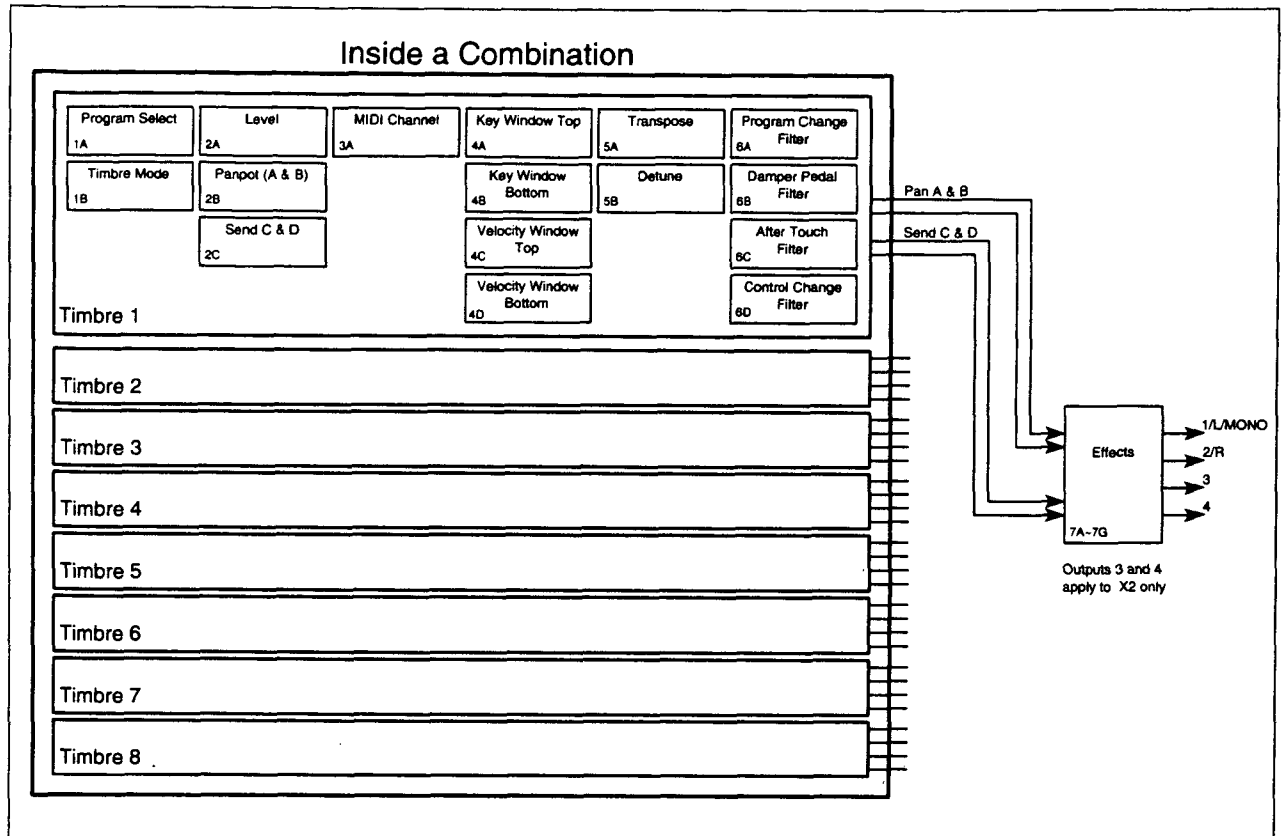 Inside a Combination
Program Select
1A
Level
2A
MIDI Channel
3A
Key Window Top
4A
Transpose
5A
Program Change
Filter
6A
Timbre Mode
1B
Panpot (A & B)
2B
Key Window
Bottom
4B
Detune
5B
Damper Pedal
Filter
6B
Send C & D
2C
Velocity Window
Top
4C
After Touch
Filter
6C
Velocity Window
Bottom
4D
Control Change
Filter
6D
Timbre 1
Pan A & B
Send C & D
Timbre 2
Timbre 3
Timbre 4
Timbre 5
Timbre 6
Timbre 7
Timbre 8
Effects
7A~7G
1/L/MONO
2/R
3
4
Outputs 3 and 4
apply to X2 only